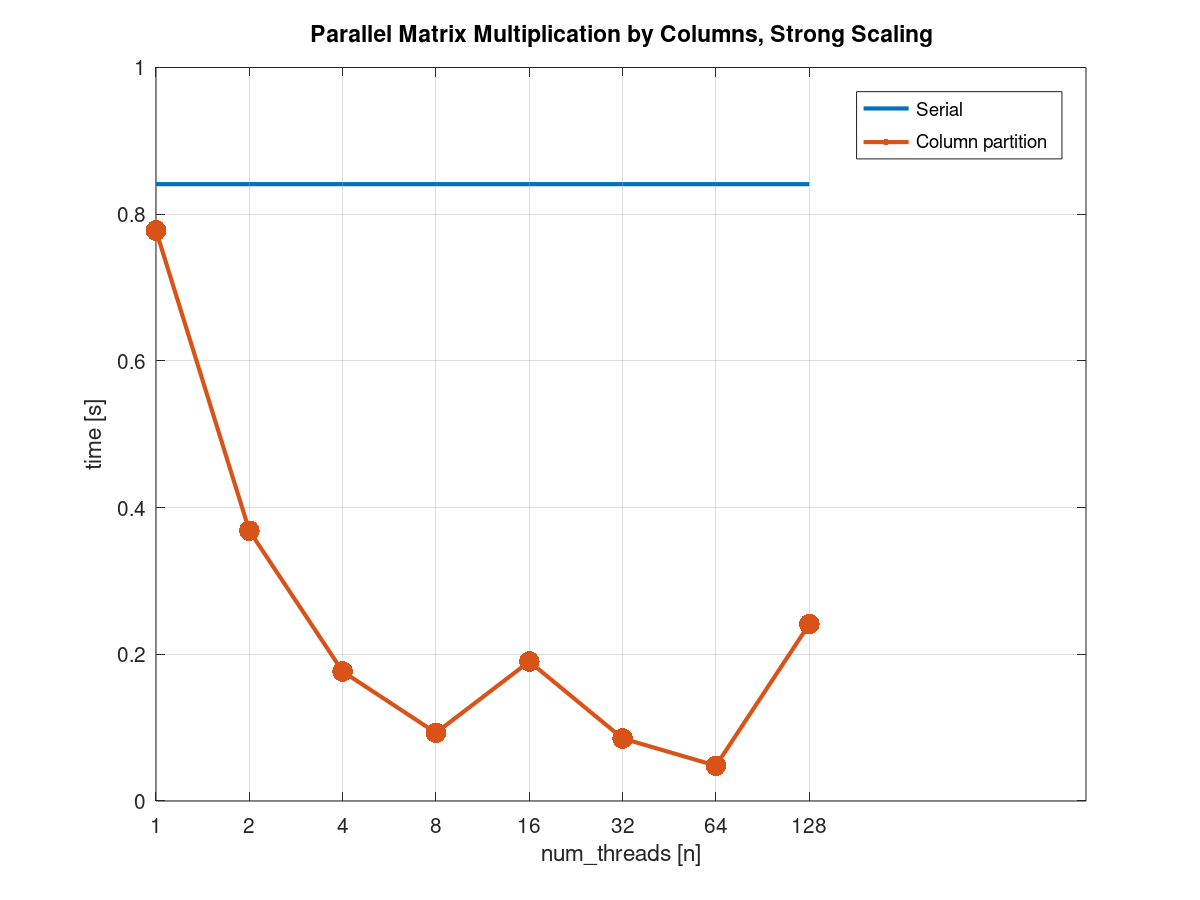 Parallel Matrix Multiplication by Columns, Strong Scaling
Serial
Column partition
time [s]
1
0.8
0.6
0.4
0.2
0
1 2 4 8 16 32 64 128
num_threads [n]